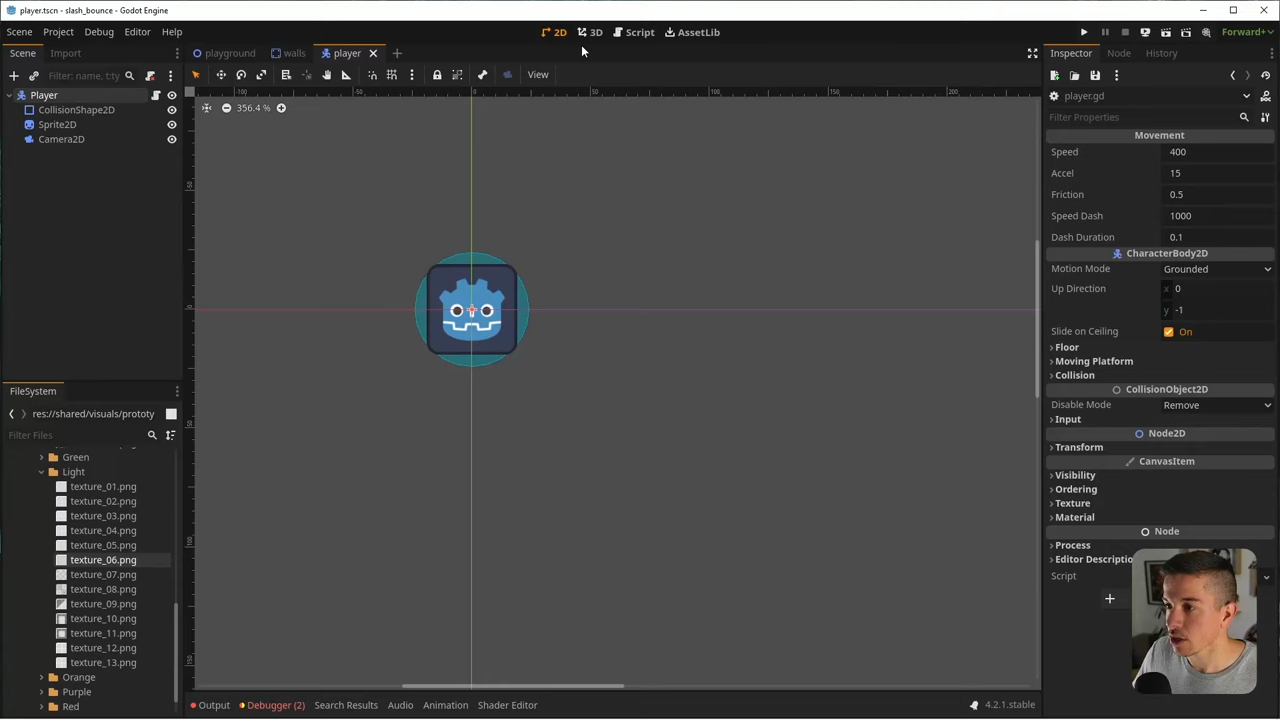 player.tscn - slash_bounce - Godot Engine
Scene Project Debug Editor Help
2D 3D Script AssetLib
Forward+
Scene Import
playground walls player
Inspector Node History
Filter: name, t:ty
View
Player
CollisionShape2D
Sprite2D
Camera2D
356.4 %
player.gd
Filter Properties
Movement
Speed 400
Accel 15
Friction 0.5
Speed Dash 1000
Dash Duration 0.1
CharacterBody2D
Motion Mode Grounded
Up Direction x 0
y -1
Slide on Ceiling On
Floor
Moving Platform
Collision
CollisionObject2D
Disable Mode Remove
Input
Node2D
Transform
CanvasItem
Visibility
Ordering
Texture
Material
Node
Process
Editor Descriptio
Script
FileSystem
res://shared/visuals/prototy
Filter Files
Green
Light
texture_01.png
texture_02.png
texture_03.png
texture_04.png
texture_05.png
texture_06.png
texture_07.png
texture_08.png
texture_09.png
texture_10.png
texture_11.png
texture_12.png
texture_13.png
Orange
Purple
Red
Output Debugger (2) Search Results Audio Animation Shader Editor
4.2.1.stable